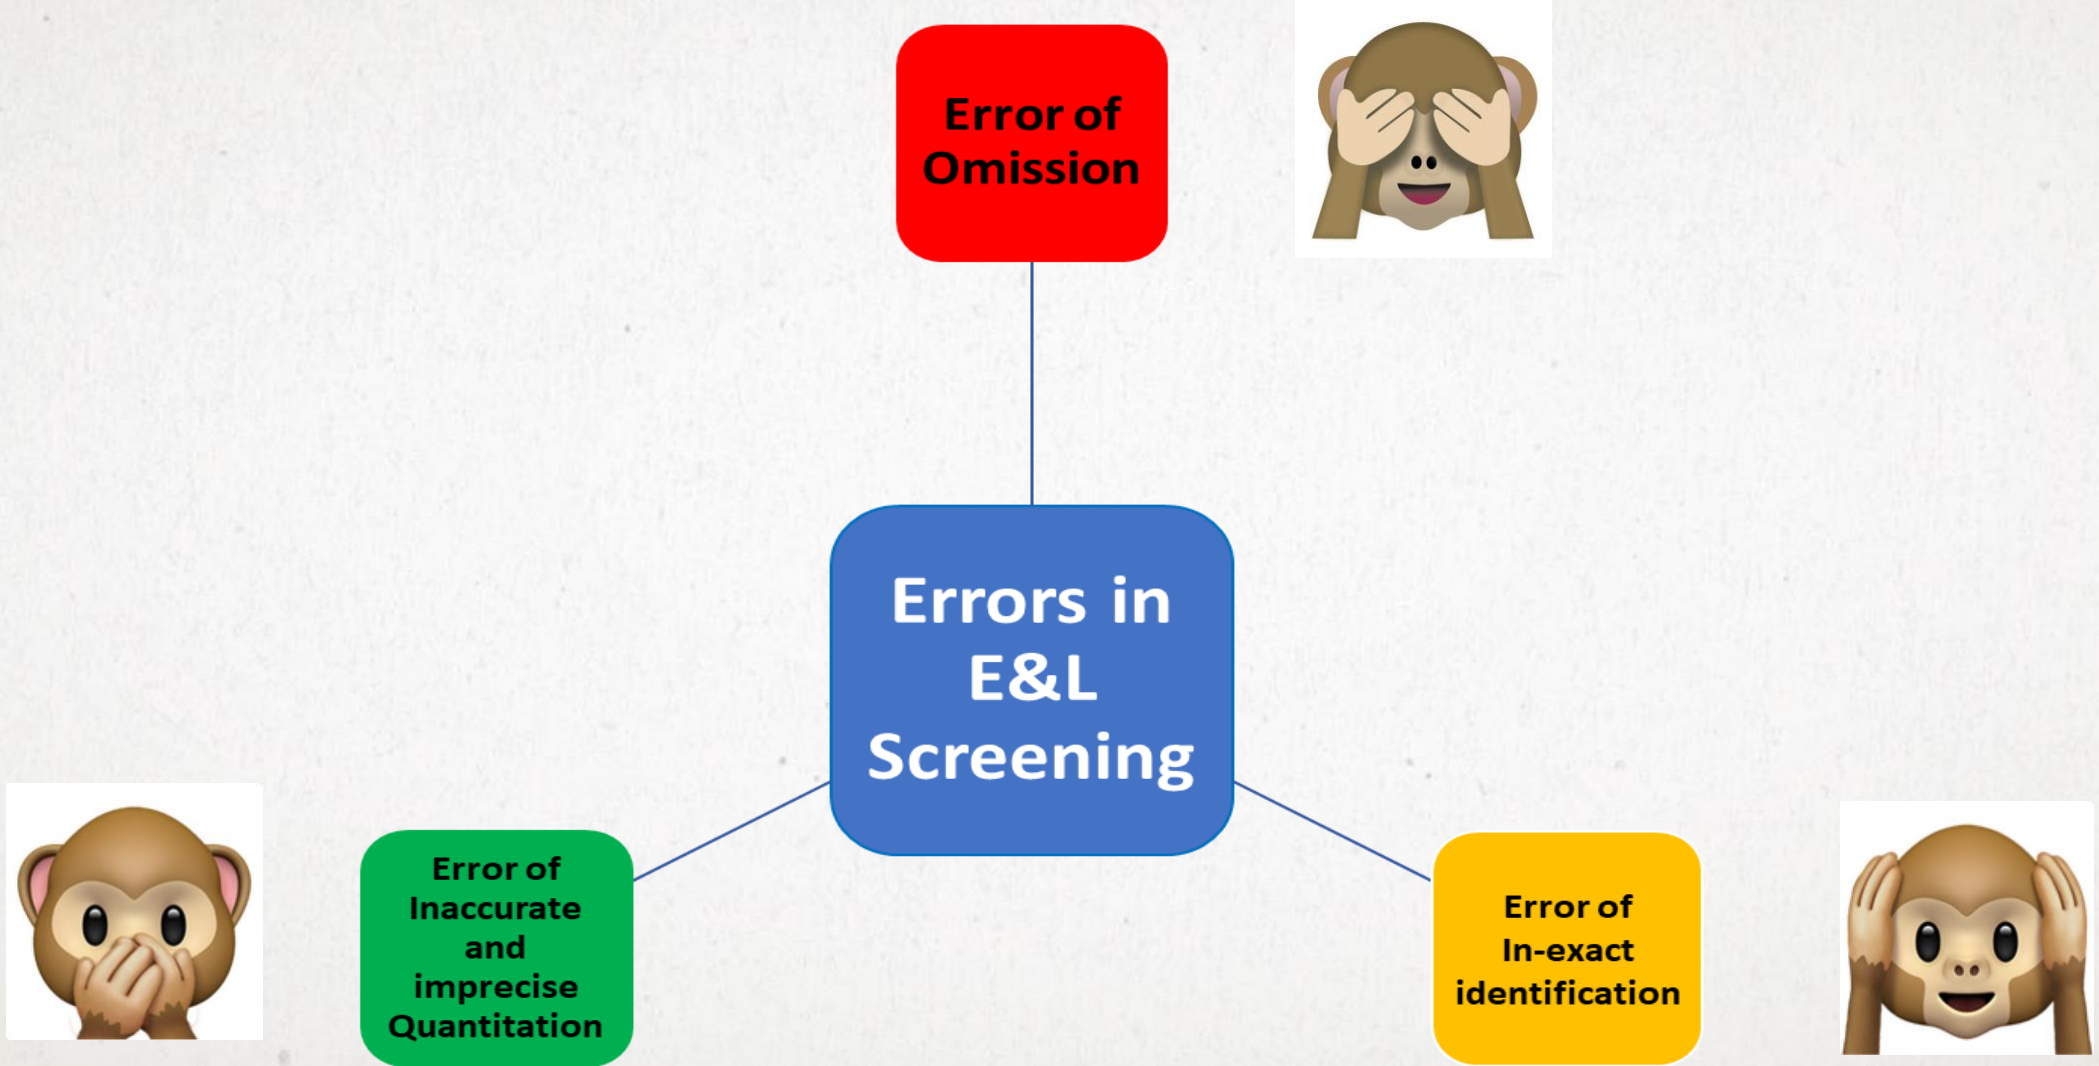 Error of
Omission
Errors in
E&L
Screening
Error of
Inaccurate
and
imprecise
Quantitation
Error of
In-exact
identification